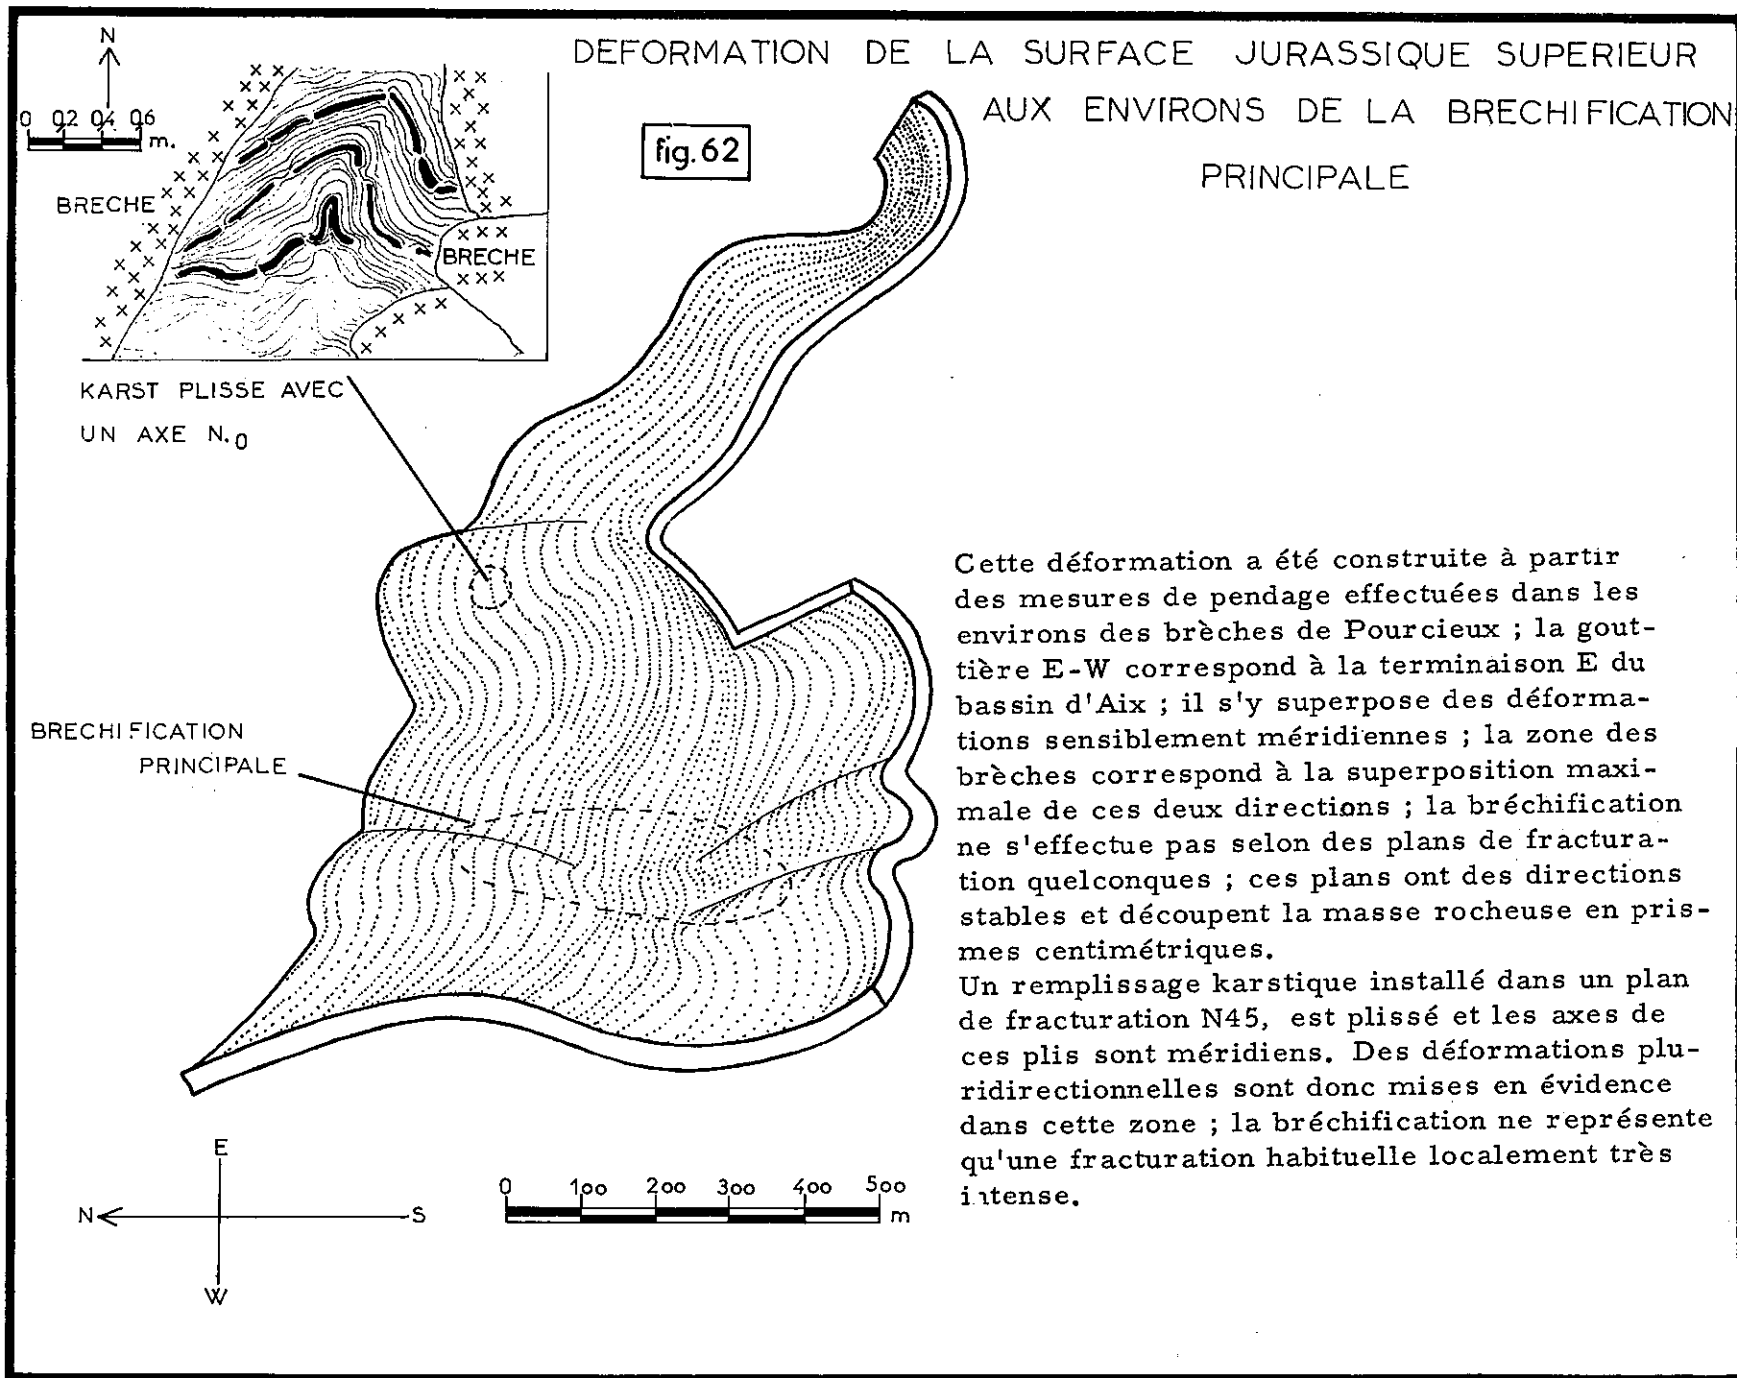 DEFORMATION DE LA SURFACE JURASSIQUE SUPERIEUR
AUX ENVIRONS DE LA BRECHIFICATION
PRINCIPALE
fig.62
N
0 02 04 06
m.
BRECHE
BRECHE
KARST PLISSE AVEC
UN AXE N.0
BRECHIFICATION
PRINCIPALE
Cette déformation a été construite à partir
des mesures de pendage effectuées dans les
environs des brèches de Pourcieux ; la gout-
tière E-W correspond à la terminaison E du
bassin d'Aix ; il s'y superpose des déforma-
tions sensiblement méridiennes ; la zone des
brèches correspond à la superposition maxi-
male de ces deux directions ; la bréchification
ne s'effectue pas selon des plans de fractura-
tion quelconques ; ces plans ont des directions
stables et découpent la masse rocheuse en pris-
mes centimétriques.
Un remplissage karstique installé dans un plan
de fracturation N45, est plissé et les axes de
ces plis sont méridiens. Des déformations plu-
ridirectionnelles sont donc mises en évidence
dans cette zone ; la bréchification ne représente
qu'une fracturation habituelle localement très
intense.
E
N S
W
0 100 200 300 400 500
m